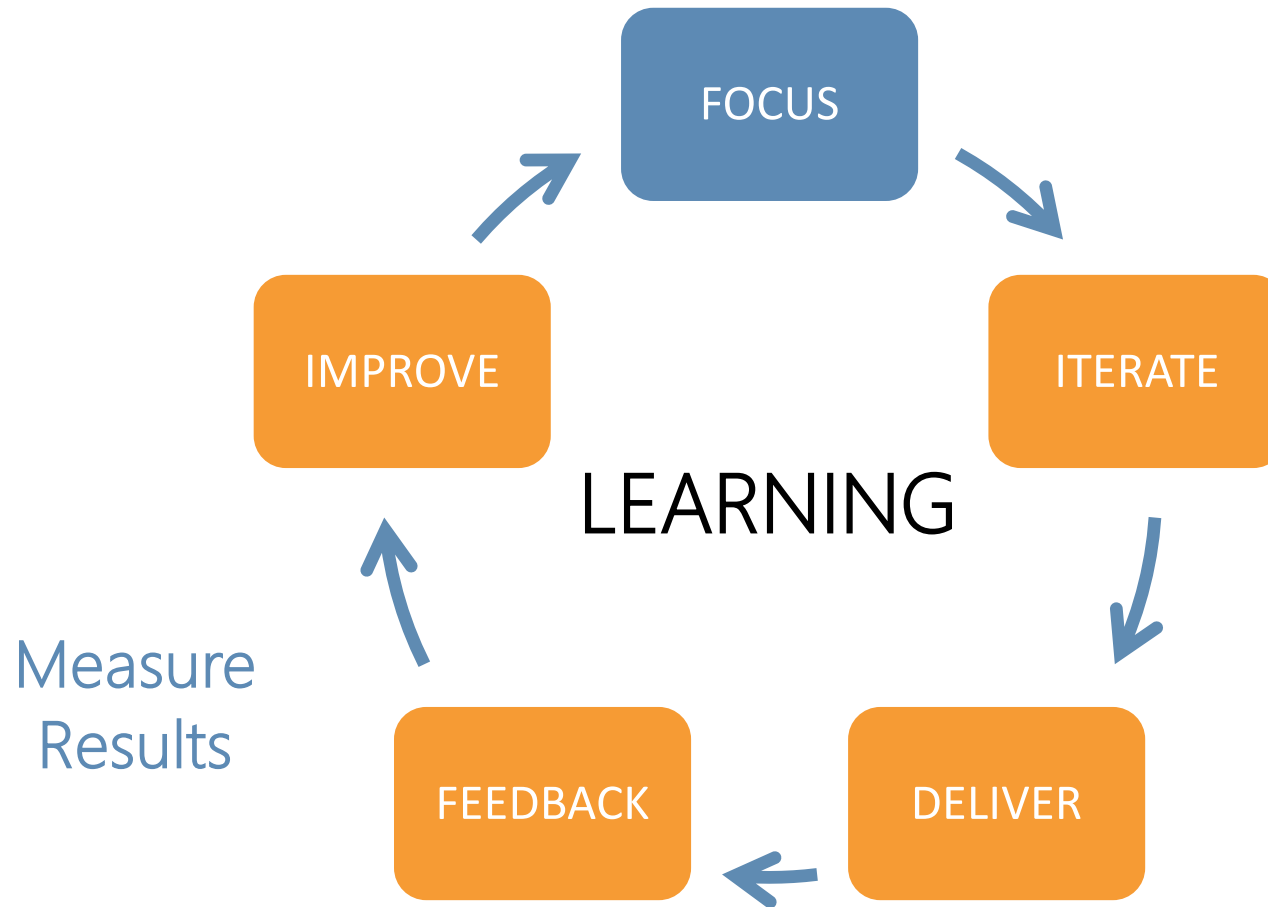 FOCUS
IMPROVE
ITERATE
LEARNING
Measure
Results
FEEDBACK
DELIVER